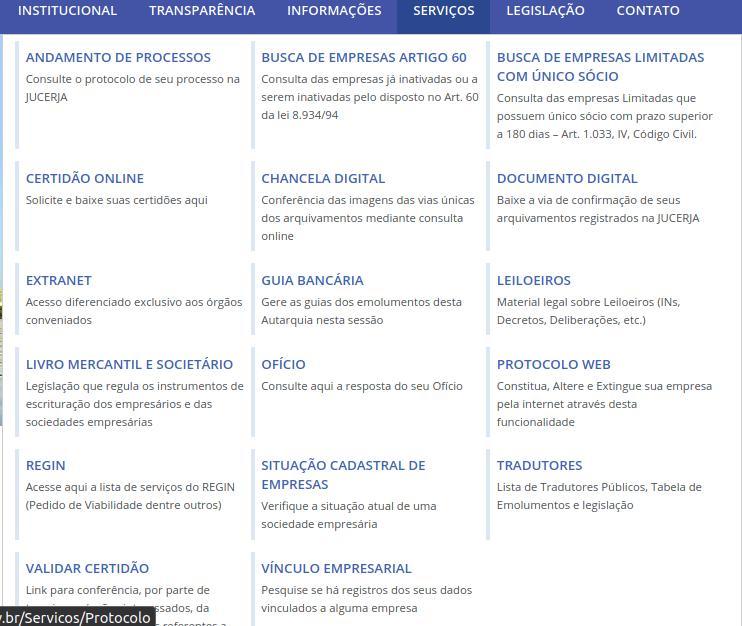 INSTITUCIONAL TRANSPARÊNCIA INFORMAÇÕES SERVIÇOS LEGISLAÇÃO CONTATO
ANDAMENTO DE PROCESSOS
Consulte o protocolo de seu processo na
JUCERJA
BUSCA DE EMPRESAS ARTIGO 60
Consulta das empresas já inativadas ou a
serem inativadas pelo disposto no Art. 60
da lei 8.934/94
BUSCA DE EMPRESAS LIMITADAS
COM ÚNICO SÓCIO
Consulta das empresas Limitadas que
possuem único sócio com prazo superior
a 180 dias – Art. 1.033, IV, Código Civil.
CERTIDÃO ONLINE
Solicite e baixe suas certidões aqui
CHANCELA DIGITAL
Conferência das imagens das vias únicas
dos arquivamentos mediante consulta
online
DOCUMENTO DIGITAL
Baixe a via de confirmação de seus
arquivamentos registrados na JUCERJA
EXTRANET
Acesso diferenciado exclusivo aos órgãos
conveniados
GUIA BANCÁRIA
Gere as guias dos emolumentos desta
Autarquia nesta sessão
LEILOEIROS
Material legal sobre Leiloeiros (INs,
Decretos, Deliberações, etc.)
LIVRO MERCANTIL E SOCIETÁRIO
Legislação que regula os instrumentos de
escrituração dos empresários e das
sociedades empresárias
OFÍCIO
Consulte aqui a resposta do seu Ofício
PROTOCOLO WEB
Constitua, Altere e Extingue sua empresa
pela internet através desta
funcionalidade
REGIN
Acesse aqui a lista de serviços do REGIN
(Pedido de Viabilidade dentre outros)
SITUAÇÃO CADASTRAL DE
EMPRESAS
Verifique a situação atual de uma
sociedade empresária
TRADUTORES
Lista de Tradutores Públicos, Tabela de
Emolumentos e legislação
VALIDAR CERTIDÃO
Link para conferência, por parte de
da
VÍNCULO EMPRESARIAL
Pesquise se há registros dos seus dados
vinculados a alguma empresa
.br/Servicos/Protocolo